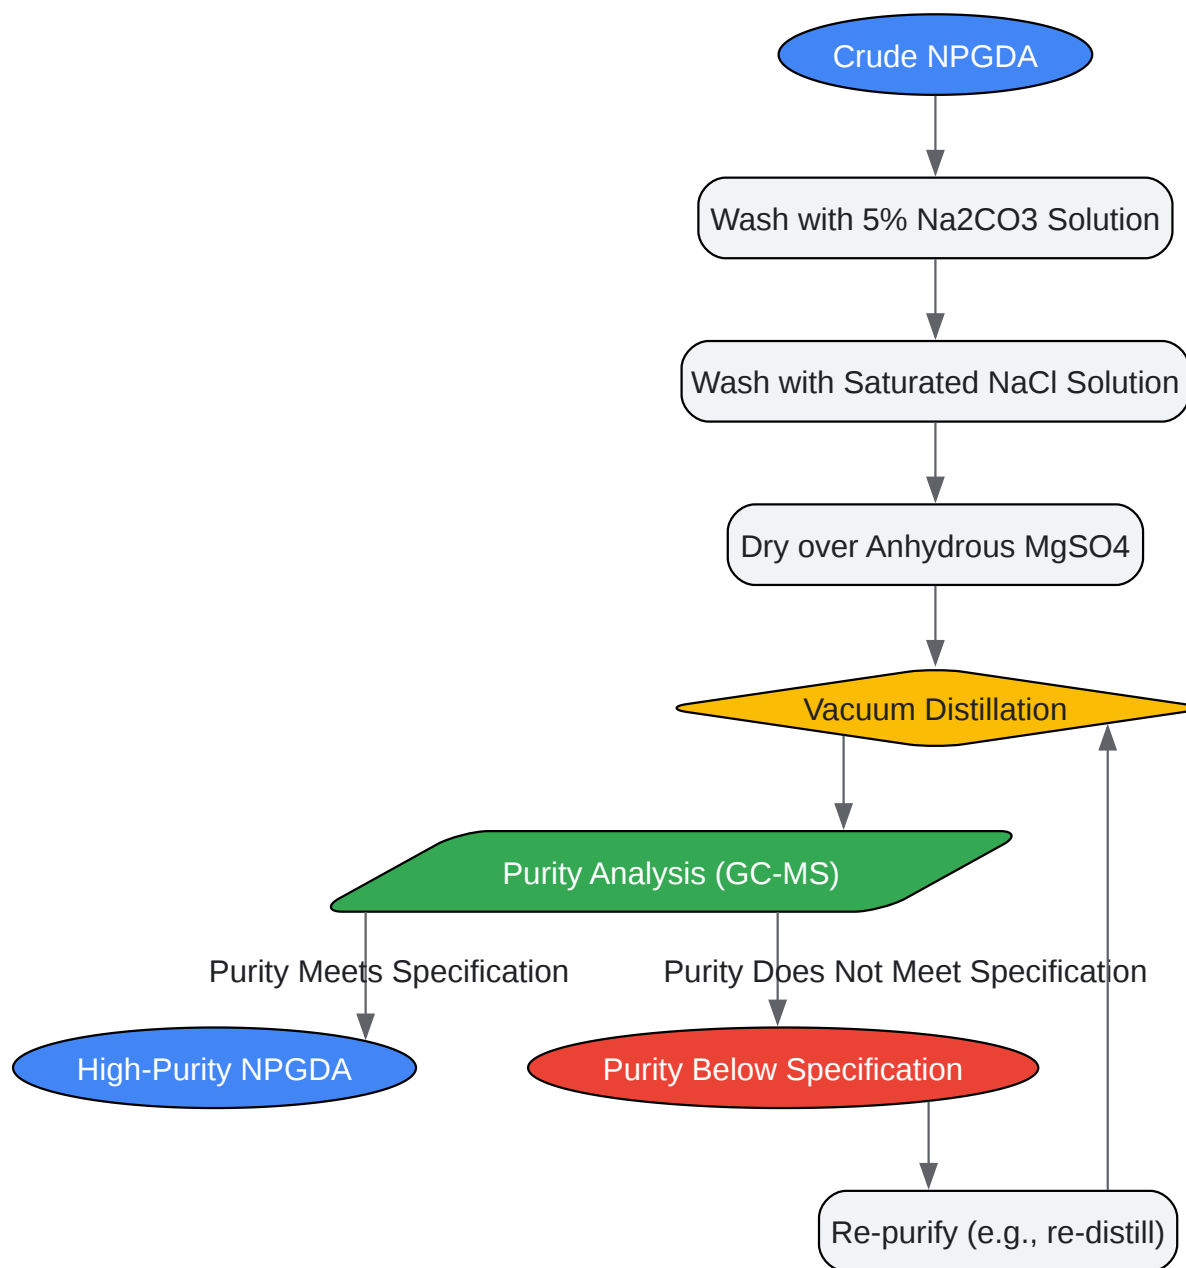 Crude NPGDA
Wash with 5% Na2CO3 Solution
Wash with Saturated NaCl Solution
Dry over Anhydrous MgSO4
Vacuum Distillation
Purity Analysis (GC-MS)
Purity Meets Specification
Purity Does Not Meet Specification
High-Purity NPGDA
Purity Below Specification
Re-purify (e.g., re-distill)